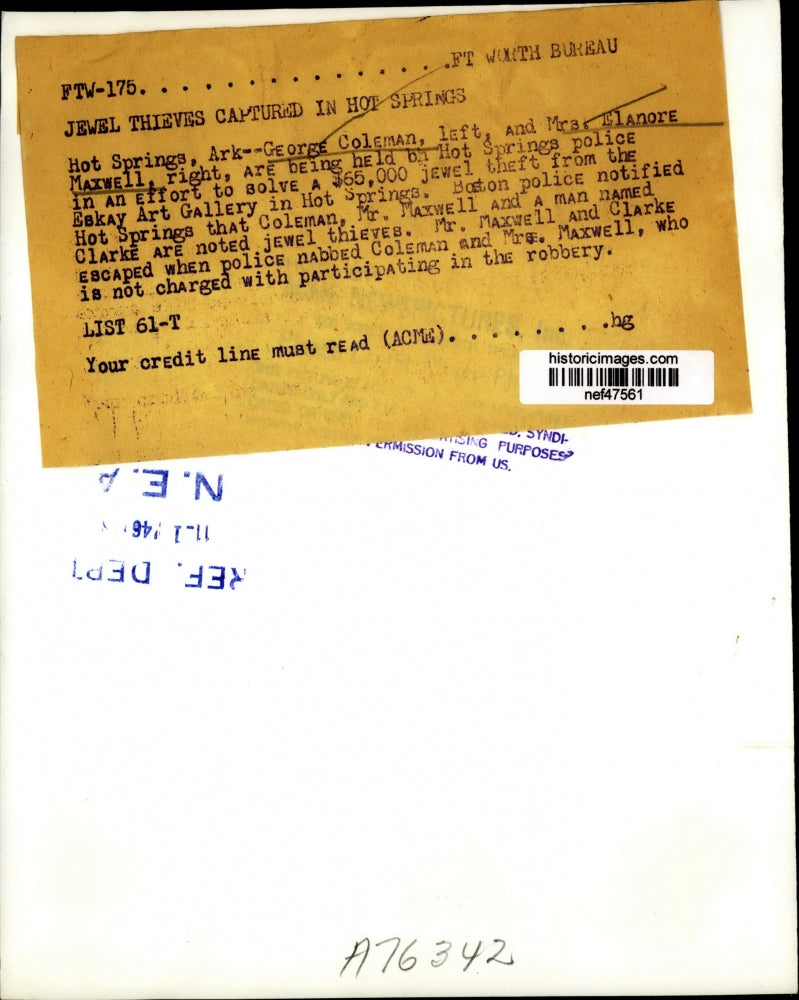 FTW-175. . . . . . . . . . . . . . . .FT WORTH BUREAU
JEWEL THIEVES CAPTURED IN HOT SPRINGS
Hot Springs, Ark--George Coleman, left, and Mrs. Elanore
Maxwell, right, are being held by Hot Springs police
in an effort to solve a $65,000 jewel theft from the
Eskay Art Gallery in Hot Springs. Boston police notified
Hot Springs that Coleman, Mr. Maxwell and a man named
Clarke are noted jewel thieves. Mr. Maxwell and Clarke
escaped when police nabbed Coleman and Mrs. Maxwell, who
is not charged with participating in the robbery.
LIST 61-T
Your credit line must read (ACME). . . . . . . . .hg
historicimages.com
nef47561
SYNDI-
PURPOSES
PERMISSION FROM US.
N.E.A
11-1 '46
REF. DEPT
A76342